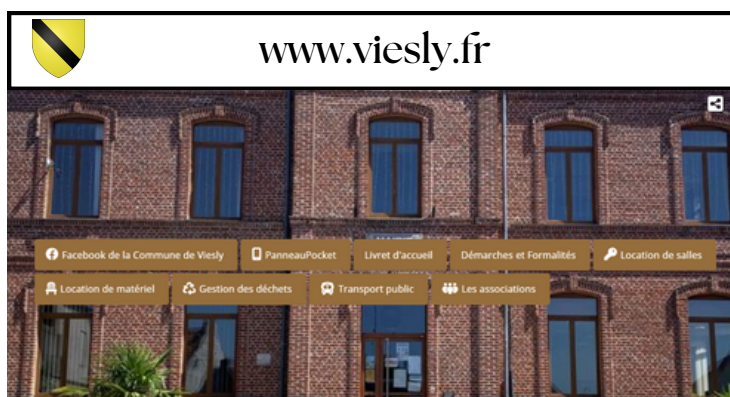 www.viesly.fr
Facebook de la Commune de Viesly
PanneauPocket
Livret d'accueil
Démarches et Formalités
Location de salles
Location de matériel
Gestion des déchets
Transport public
Les associations